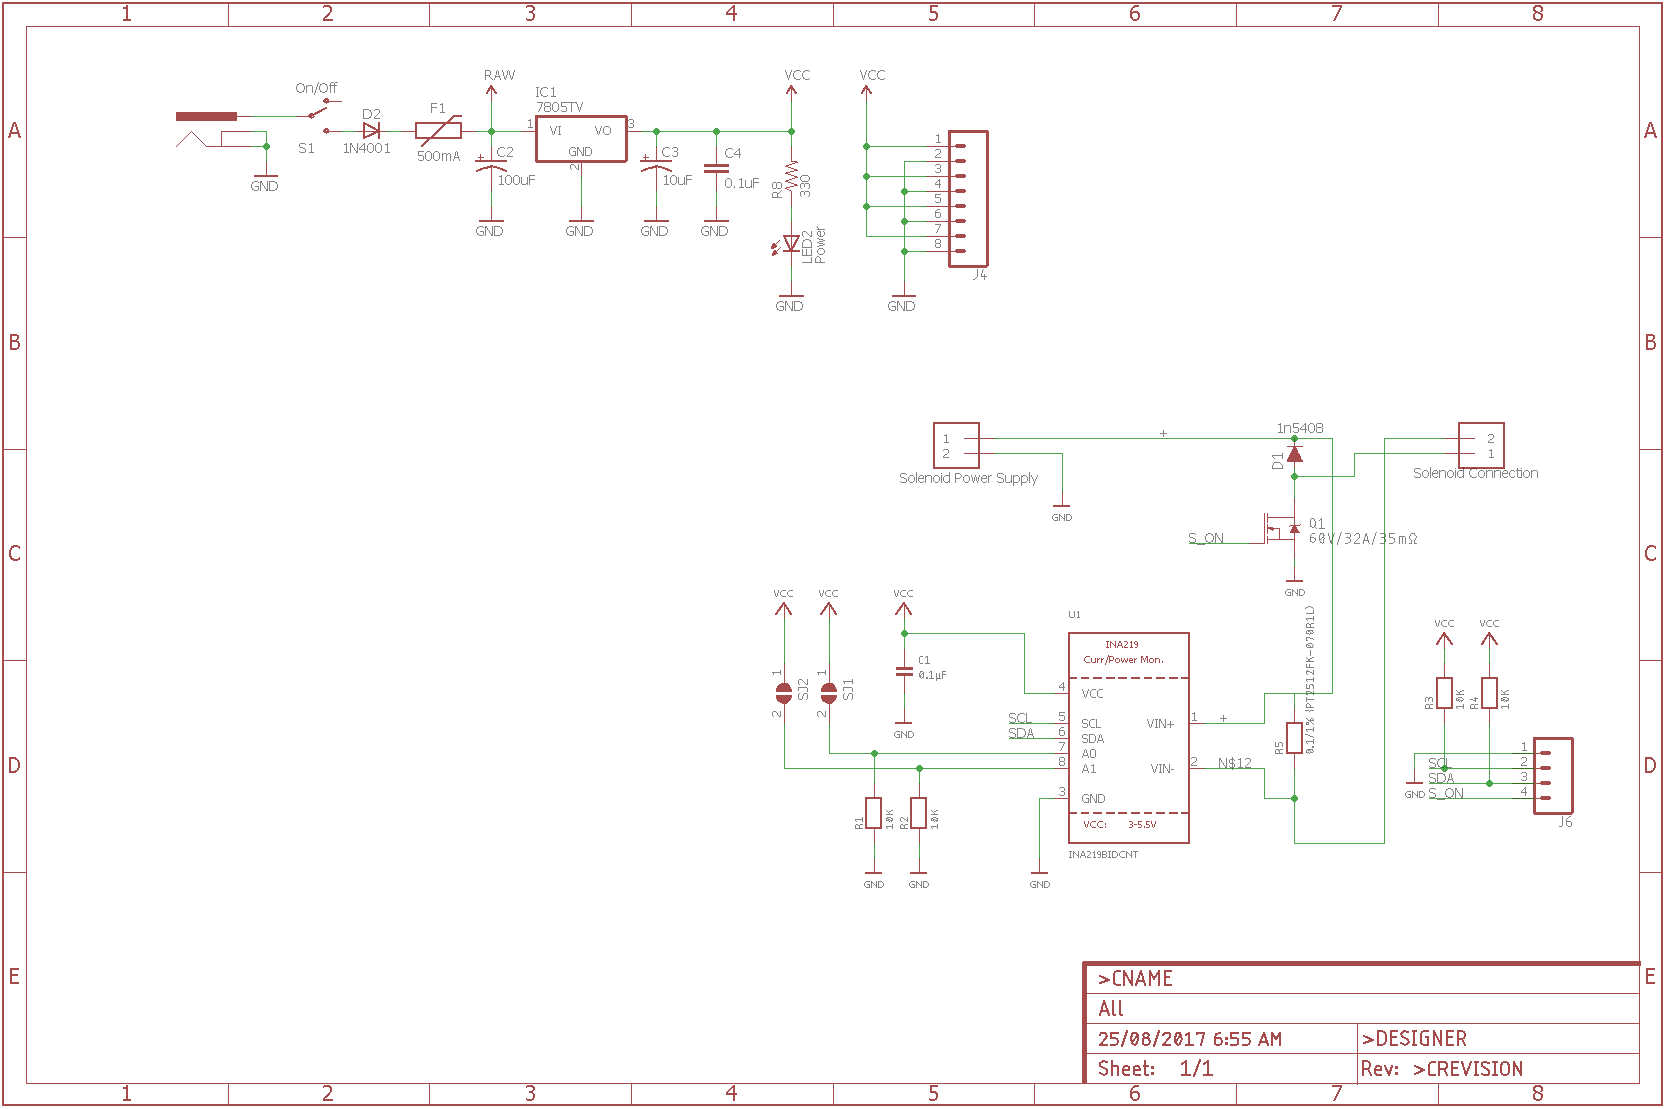 1 2 3 4 5 6 7 8
A A
B B
C C
D D
E E
On/Off
S1
GND
D2
1N4001
F1
500mA
RAW
C2
100uF
GND
IC1
7805TV
1 VI VO 3
GND
2
GND
C3
10uF
GND
C4
0.1uF
GND
VCC
R8
330
LED2
Power
GND
VCC
1
2
3
4
5
6
7
8
J4
GND
1
2
Solenoid Power Supply
GND
+
1n5408
D1
2
1
Solenoid Connection
S_ON
Q1
60V/32A/35mΩ
GND
VCC VCC VCC
1 SJ2
2
1 SJ1
2
C1
0.1µF
GND
U1
INA219
Curr/Power Mon.
4 VCC
SCL 5 SCL
SDA 6 SDA
7 A0
8 A1
3 GND
VIN+ 1 +
VIN- 2 N$12
VCC: 3-5.5V
INA219BIDCNT
R1 10K
R2 10K
GND GND GND
R5
0.1/1% (PT2512FK-070R1L)
VCC VCC
R3 10K
R4 10K
1
SCL 2
SDA 3
GND S_ON 4
J6
>CNAME
All
25/08/2017 6:55 AM >DESIGNER
Sheet: 1/1 Rev: >CREVISION
1 2 3 4 5 6 7 8